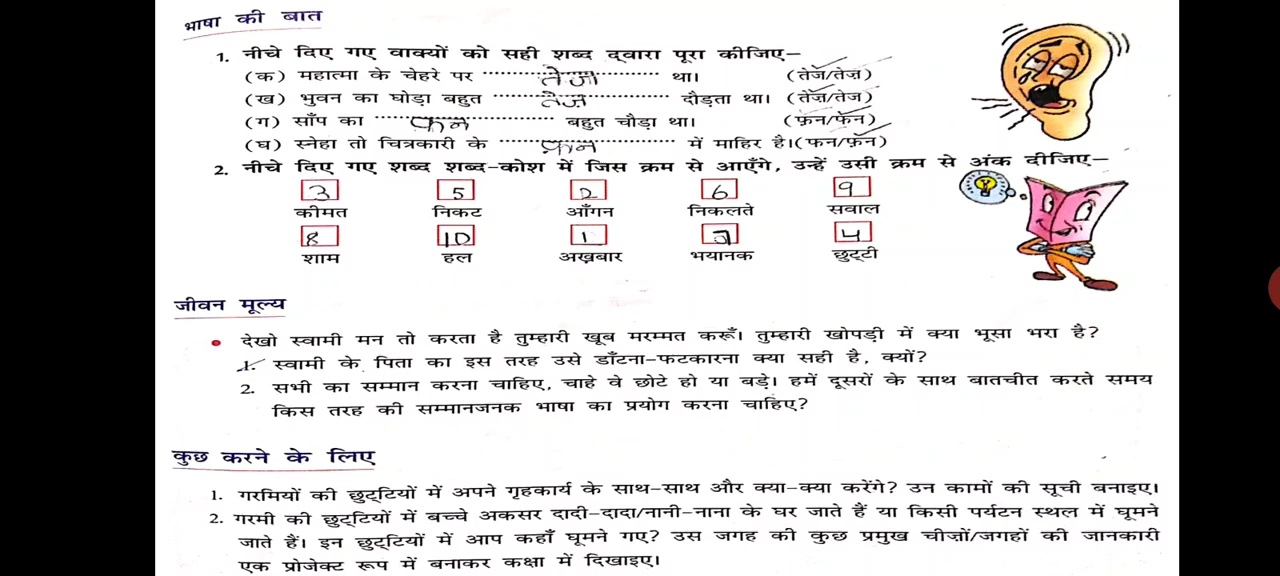 भाषा की बात
1. नीचे दिए गए वाक्यों को सही शब्द द्वारा पूरा कीजिए–
(क) महात्मा के चेहरे पर तेज था। (तेज/तेज)
(ख) भुवन का घोड़ा बहुत तेज दौड़ता था। (तेज/तेज)
(ग) साँप का फन बहुत चौड़ा था। (फ़न/फन)
(घ) स्नेहा तो चित्रकारी के फ़न में माहिर है। (फन/फ़न)
2. नीचे दिए गए शब्द शब्द-कोश में जिस क्रम से आएँगे, उन्हें उसी क्रम से अंक दीजिए–
3 5 2 6 9
कीमत निकट आँगन निकलते सवाल
8 10 1 7 4
शाम हल अख़बार भयानक छुट्टी
जीवन मूल्य
• देखो स्वामी मन तो करता है तुम्हारी खूब मरम्मत करूँ। तुम्हारी खोपड़ी में क्या भूसा भरा है?
1. स्वामी के पिता का इस तरह उसे डाँटना-फटकारना क्या सही है, क्यों?
2. सभी का सम्मान करना चाहिए, चाहे वे छोटे हो या बड़े। हमें दूसरों के साथ बातचीत करते समय
किस तरह की सम्मानजनक भाषा का प्रयोग करना चाहिए?
कुछ करने के लिए
1. गरमियों की छुट्टियों में अपने गृहकार्य के साथ-साथ और क्या-क्या करेंगे? उन कामों की सूची बनाइए।
2. गरमी की छुट्टियों में बच्चे अकसर दादी-दादा/नानी-नाना के घर जाते हैं या किसी पर्यटन स्थल में घूमने
जाते हैं। इन छुट्टियों में आप कहाँ घूमने गए? उस जगह की कुछ प्रमुख चीज़ों/जगहों की जानकारी
एक प्रोजेक्ट रूप में बनाकर कक्षा में दिखाइए।